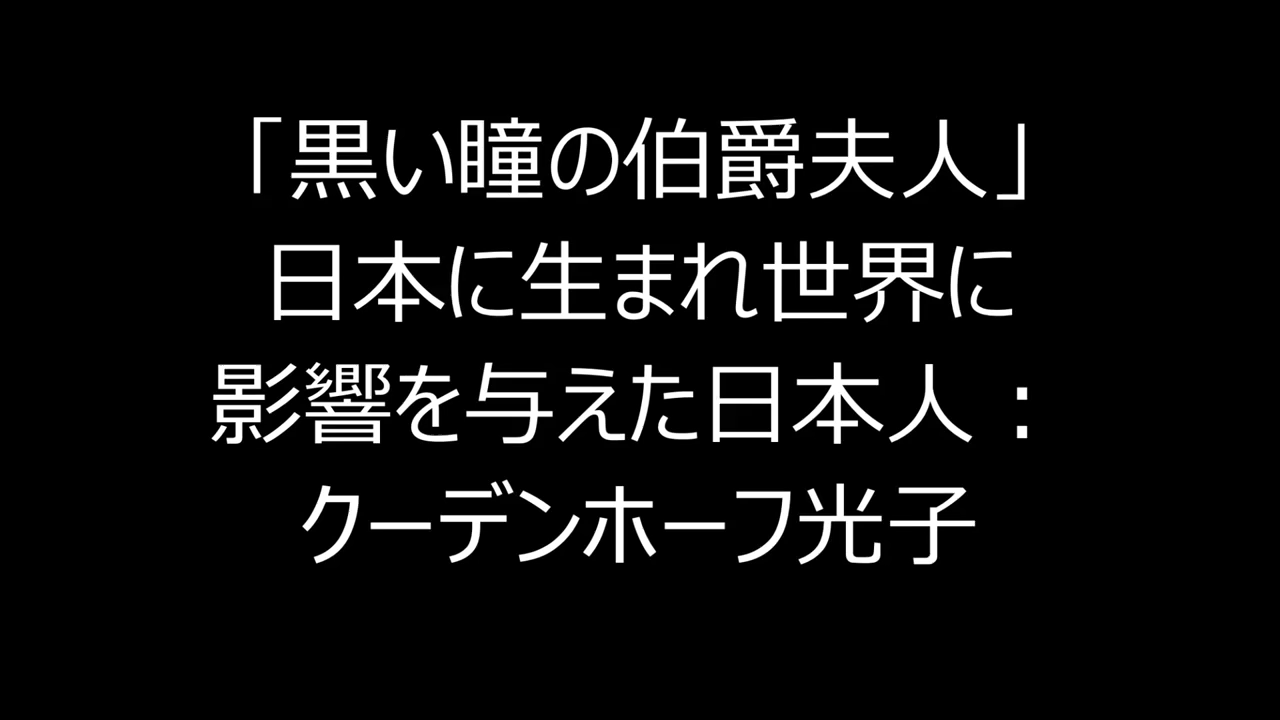 「黒い瞳の伯爵夫人」
日本に生まれ世界に
影響を与えた日本人：
クーデンホーフ光子